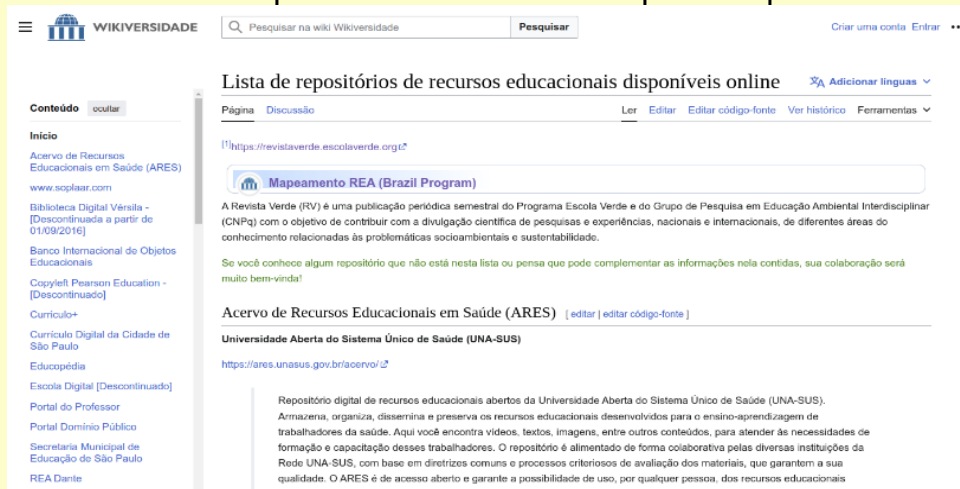 WIKIVERSIDADE
Pesquisar na wiki Wikiversidade
Pesquisar
Criar uma conta Entrar
Lista de repositórios de recursos educacionais disponíveis online
Adicionar línguas
Página Discussão
Ler Editar Editar código-fonte Ver histórico Ferramentas
[1]https://revistaverde.escolaverde.org
Mapeamento REA (Brazil Program)
A Revista Verde (RV) é uma publicação periódica semestral do Programa Escola Verde e do Grupo de Pesquisa em Educação Ambiental Interdisciplinar
(CNPq) com o objetivo de contribuir com a divulgação científica de pesquisas e experiências, nacionais e internacionais, de diferentes áreas do
conhecimento relacionadas às problemáticas socioambientais e sustentabilidade.
Se você conhece algum repositório que não está nesta lista ou pensa que pode complementar as informações nela contidas, sua colaboração será
muito bem-vinda!
Acervo de Recursos Educacionais em Saúde (ARES) [ editar | editar código-fonte ]
Universidade Aberta do Sistema Único de Saúde (UNA-SUS)
https://ares.unasus.gov.br/acervo/
Repositório digital de recursos educacionais abertos da Universidade Aberta do Sistema Único de Saúde (UNA-SUS).
Armazena, organiza, dissemina e preserva os recursos educacionais desenvolvidos para o ensino-aprendizagem de
trabalhadores da saúde. Aqui você encontra vídeos, textos, imagens, entre outros conteúdos, para atender às necessidades de
formação e capacitação desses trabalhadores. O repositório é alimentado de forma colaborativa pelas diversas instituições da
Rede UNA-SUS, com base em diretrizes comuns e processos criteriosos de avaliação dos materiais, que garantem a sua
qualidade. O ARES é de acesso aberto e garante a possibilidade de uso, por qualquer pessoa, dos recursos educacionais
Conteúdo ocultar
Início
Acervo de Recursos
Educacionais em Saúde (ARES)
www.soplaar.com
Biblioteca Digital Vérsila -
[Descontinuada a partir de
01/09/2016]
Banco Internacional de Objetos
Educacionais
Copyleft Pearson Education -
[Descontinuado]
Curriculo+
Currículo Digital da Cidade de
São Paulo
Educopédia
Escola Digital [Descontinuado]
Portal do Professor
Portal Domínio Público
Secretaria Municipal de
Educação de São Paulo
REA Dante